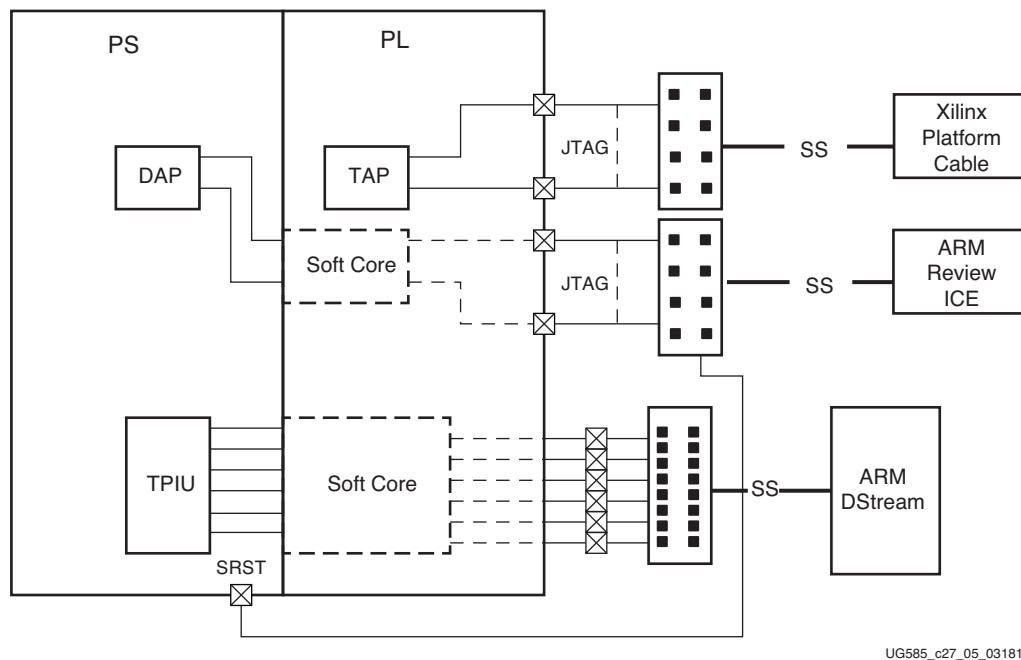 PS
PL
Xilinx
Platform
Cable
JTAG
SS
DAP
TAP
Soft Core
ARM
Review
ICE
JTAG
SS
TPIU
Soft Core
SS
ARM
DStream
SRST
UG585_c27_05_03181